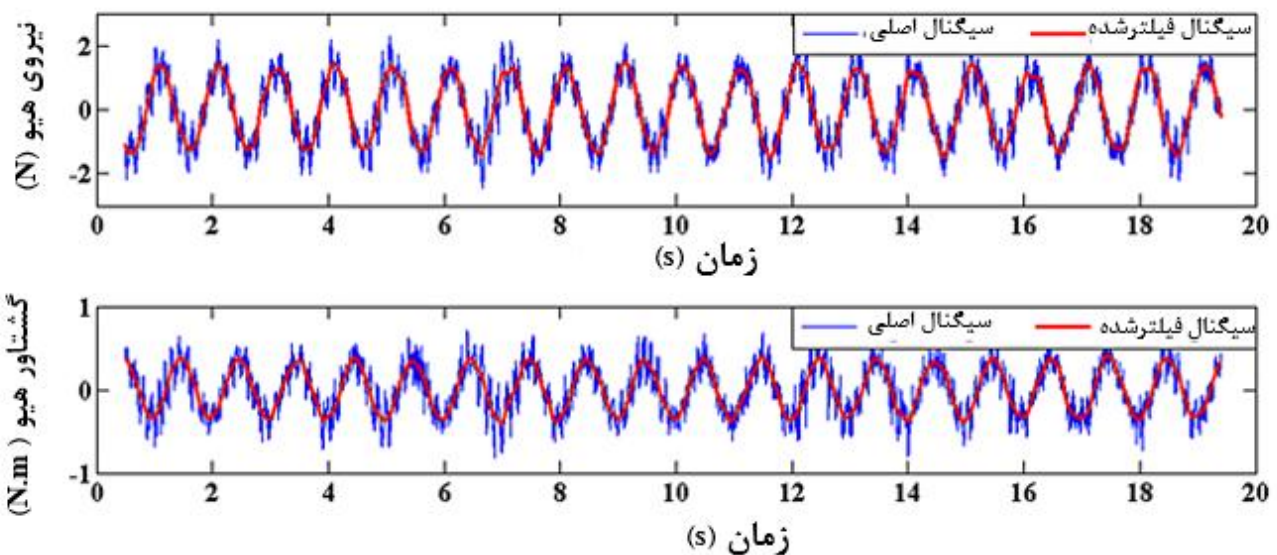 سیگنال فیلترشده سیگنال اصلی,
نیروی هیو (N)
2
0
-2
0 2 4 6 8 10 12 14 16 18 20
زمان (s)
سیگنال اصلی سیگنال فیلترشده
گشتاور هیو (N.m)
1
0
-1
0 2 4 6 8 10 12 14 16 18 20
زمان (s)